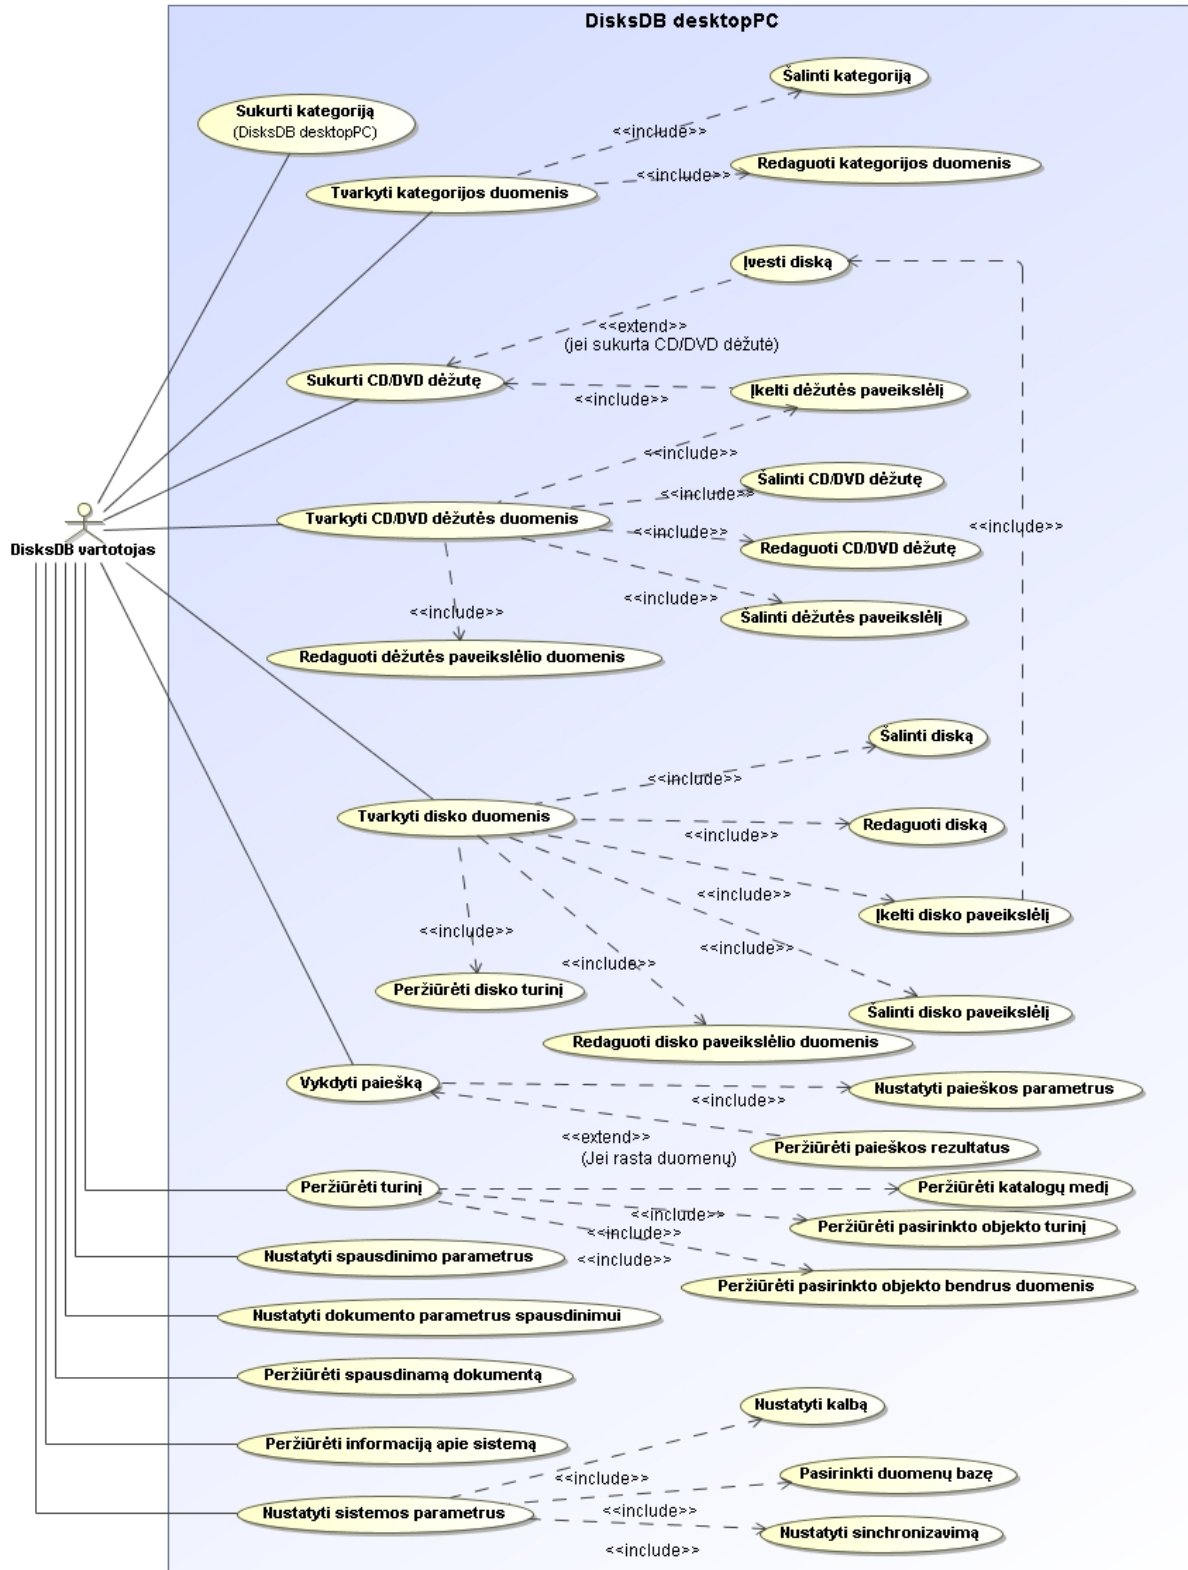 DisksDB desktopPC
Šalinti kategoriją
Sukurti kategoriją
(DisksDB desktopPC)
<<include>>
Redaguoti kategorijos duomenis
<<include>>
Tvarkyti kategorijos duomenis
Įvesti diską
<<extend>>
(jei sukurta CD/DVD dėžutė)
Sukurti CD/DVD dėžutę
Įkelti dėžutės paveikslėlį
<<include>>
<<include>>
Šalinti CD/DVD dėžutę
<<include>>
Tvarkyti CD/DVD dėžutės duomenis
<<include>>
<<include>>
DisksDB vartotojas
Redaguoti CD/DVD dėžutę
<<include>>
<<include>>
Šalinti dėžutės paveikslėlį
Redaguoti dėžutės paveikslėlio duomenis
Šalinti diską
<<include>>
Tvarkyti disko duomenis
Redaguoti diską
<<include>>
<<include>>
Įkelti disko paveikslėlį
<<include>>
<<include>>
<<include>>
Peržiūrėti disko turinį
Šalinti disko paveikslėlį
Redaguoti disko paveikslėlio duomenis
Vykdyti paiešką
Nustatyti paieškos parametrus
<<include>>
<<extend>>
(Jei rasta duomenų)
Peržiūrėti paieškos rezultatus
Peržiūrėti turinį
Peržiūrėti katalogų medį
<<include>>
Peržiūrėti pasirinkto objekto turinį
<<include>>
Nustatyti spausdinimo parametrus
<<include>>
Peržiūrėti pasirinkto objekto bendrus duomenis
Nustatyti dokumento parametrus spausdinimui
Peržiūrėti spausdinamą dokumentą
Nustatyti kalbą
Peržiūrėti informaciją apie sistemą
<<include>>
Pasirinkti duomenų bazę
Nustatyti sistemos parametrus
<<include>>
Nustatyti sinchronizavimą
<<include>>